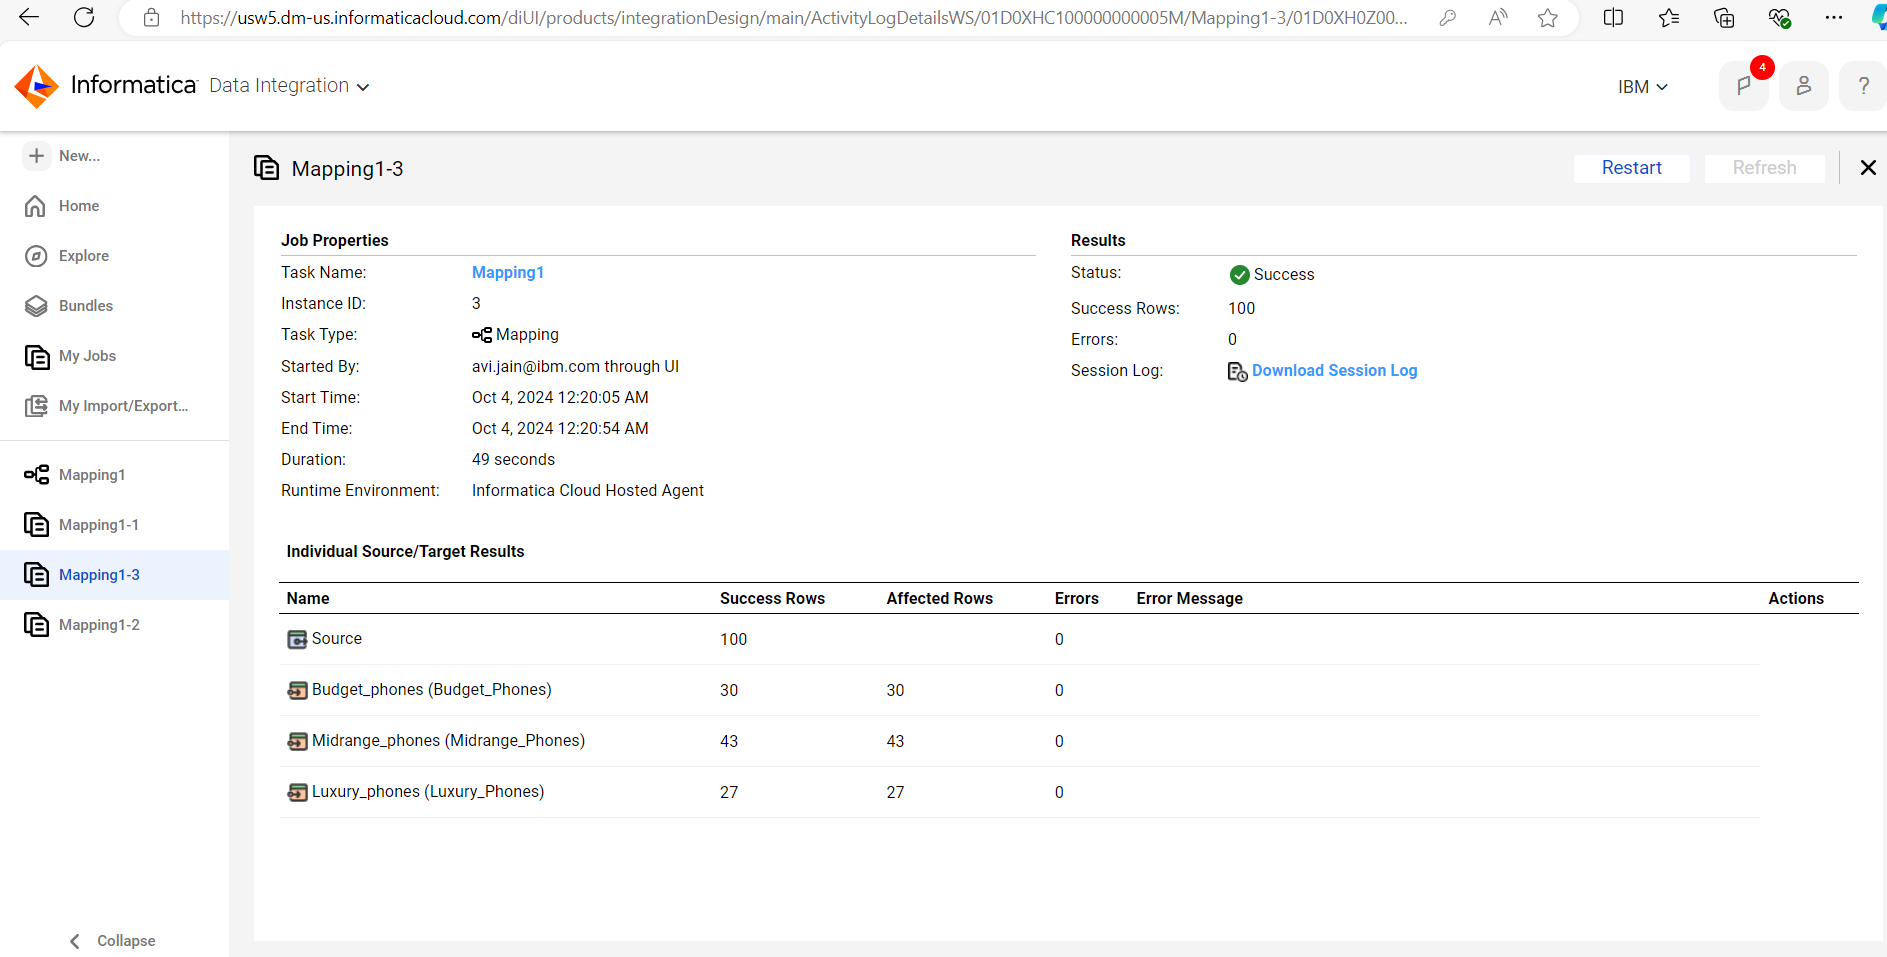 https://usw5.dm-us.informaticacloud.com/diUI/products/integrationDesign/main/ActivityLogDetailsWS/01D0XHC100000000005M/Mapping1-3/01D0XH0Z00...
Informatica Data Integration
IBM
4
?
New...
Home
Explore
Bundles
My Jobs
My Import/Export...
Mapping1
Mapping1-1
Mapping1-3
Mapping1-2
Collapse
Mapping1-3
Restart
Refresh
Job Properties
Task Name: Mapping1
Instance ID: 3
Task Type: Mapping
Started By: avi.jain@ibm.com through UI
Start Time: Oct 4, 2024 12:20:05 AM
End Time: Oct 4, 2024 12:20:54 AM
Duration: 49 seconds
Runtime Environment: Informatica Cloud Hosted Agent
Results
Status: Success
Success Rows: 100
Errors: 0
Session Log: Download Session Log
Individual Source/Target Results
Name Success Rows Affected Rows Errors Error Message Actions
Source 100 0
Budget_phones (Budget_Phones) 30 30 0
Midrange_phones (Midrange_Phones) 43 43 0
Luxury_phones (Luxury_Phones) 27 27 0